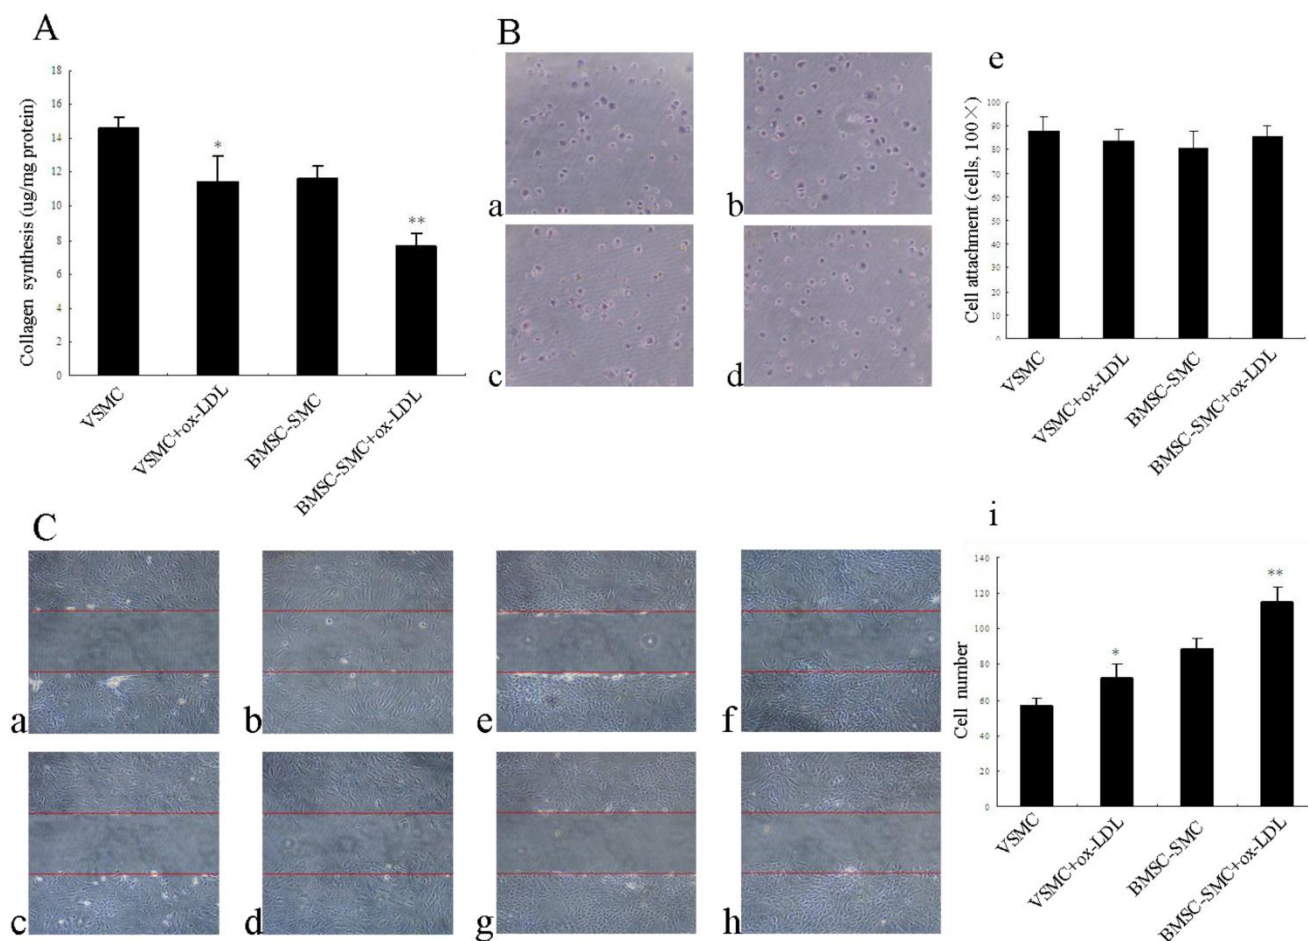 A
Collagen synthesis (ug/mg protein)
18
16
14
12
10
8
6
4
2
0
*
**
VSMC
VSMC+ox-LDL
BMSC-SMC
BMSC-SMC+ox-LDL
B
a
b
c
d
e
Cell attachment (cells, 100×)
100
90
80
70
60
50
40
30
20
10
0
VSMC
VSMC+ox-LDL
BMSC-SMC
BMSC-SMC+ox-LDL
C
a
b
e
f
c
d
g
h
i
Cell number
140
120
100
80
60
40
20
0
*
**
VSMC
VSMC+ox-LDL
BMSC-SMC
BMSC-SMC+ox-LDL